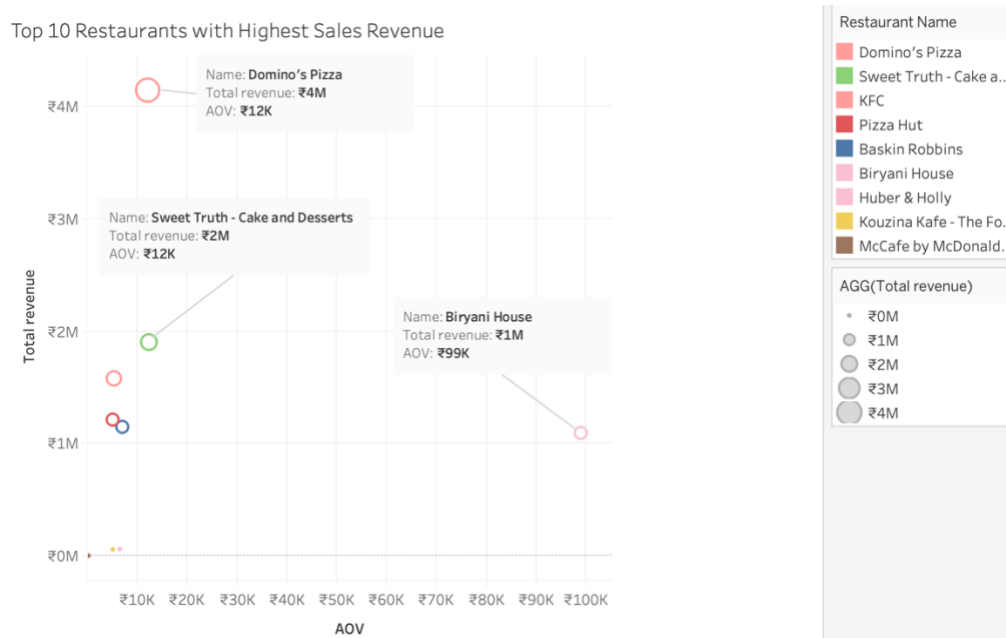 Top 10 Restaurants with Highest Sales Revenue
Name: Domino's Pizza
Total revenue: ₹4M
AOV: ₹12K
Name: Sweet Truth - Cake and Desserts
Total revenue: ₹2M
AOV: ₹12K
Name: Biryani House
Total revenue: ₹1M
AOV: ₹99K
Total revenue
₹4M
₹3M
₹2M
₹1M
₹0M
₹10K ₹20K ₹30K ₹40K ₹50K ₹60K ₹70K ₹80K ₹90K ₹100K
AOV
Restaurant Name
Domino's Pizza
Sweet Truth - Cake a..
KFC
Pizza Hut
Baskin Robbins
Biryani House
Huber & Holly
Kouzina Kafe - The Fo..
McCafe by McDonald.
AGG(Total revenue)
₹0M
₹1M
₹2M
₹3M
₹4M